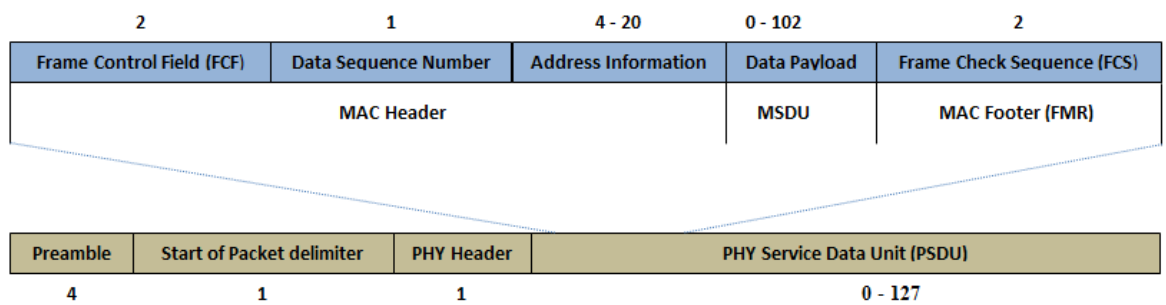 2 1 4 - 20 0 - 102 2
Frame Control Field (FCF) Data Sequence Number Address Information Data Payload Frame Check Sequence (FCS)
MAC Header MSDU MAC Footer (FMR)
Preamble Start of Packet delimiter PHY Header PHY Service Data Unit (PSDU)
4 1 1 0 - 127